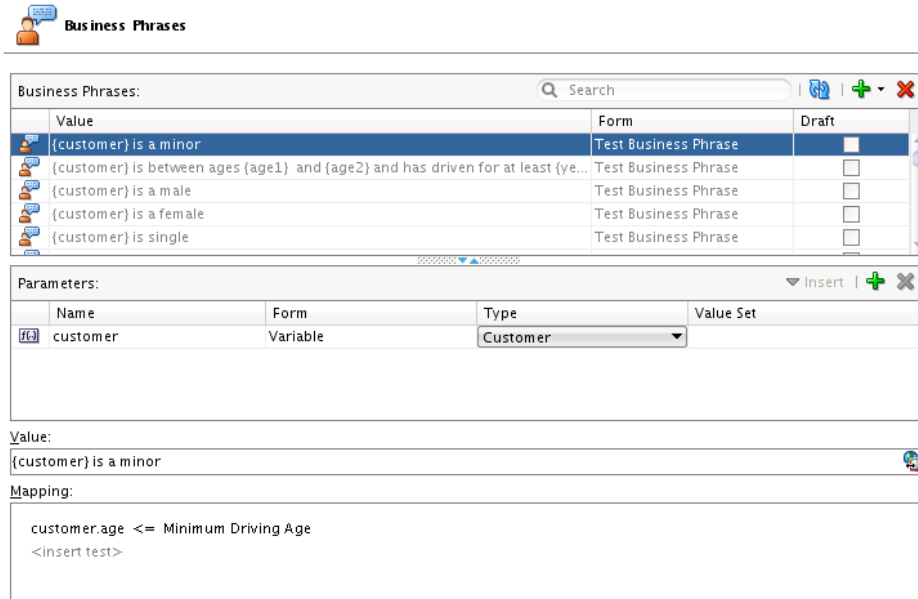 Business Phrases
Business Phrases:
Search
Value Form Draft
{customer} is a minor Test Business Phrase
{customer} is between ages {age1} and {age2} and has driven for at least {ye... Test Business Phrase
{customer} is a male Test Business Phrase
{customer} is a female Test Business Phrase
{customer} is single Test Business Phrase
Parameters:
Insert
Name Form Type Value Set
f(.) customer Variable Customer
Value:
{customer} is a minor
Mapping:
customer.age <= Minimum Driving Age
<insert test>